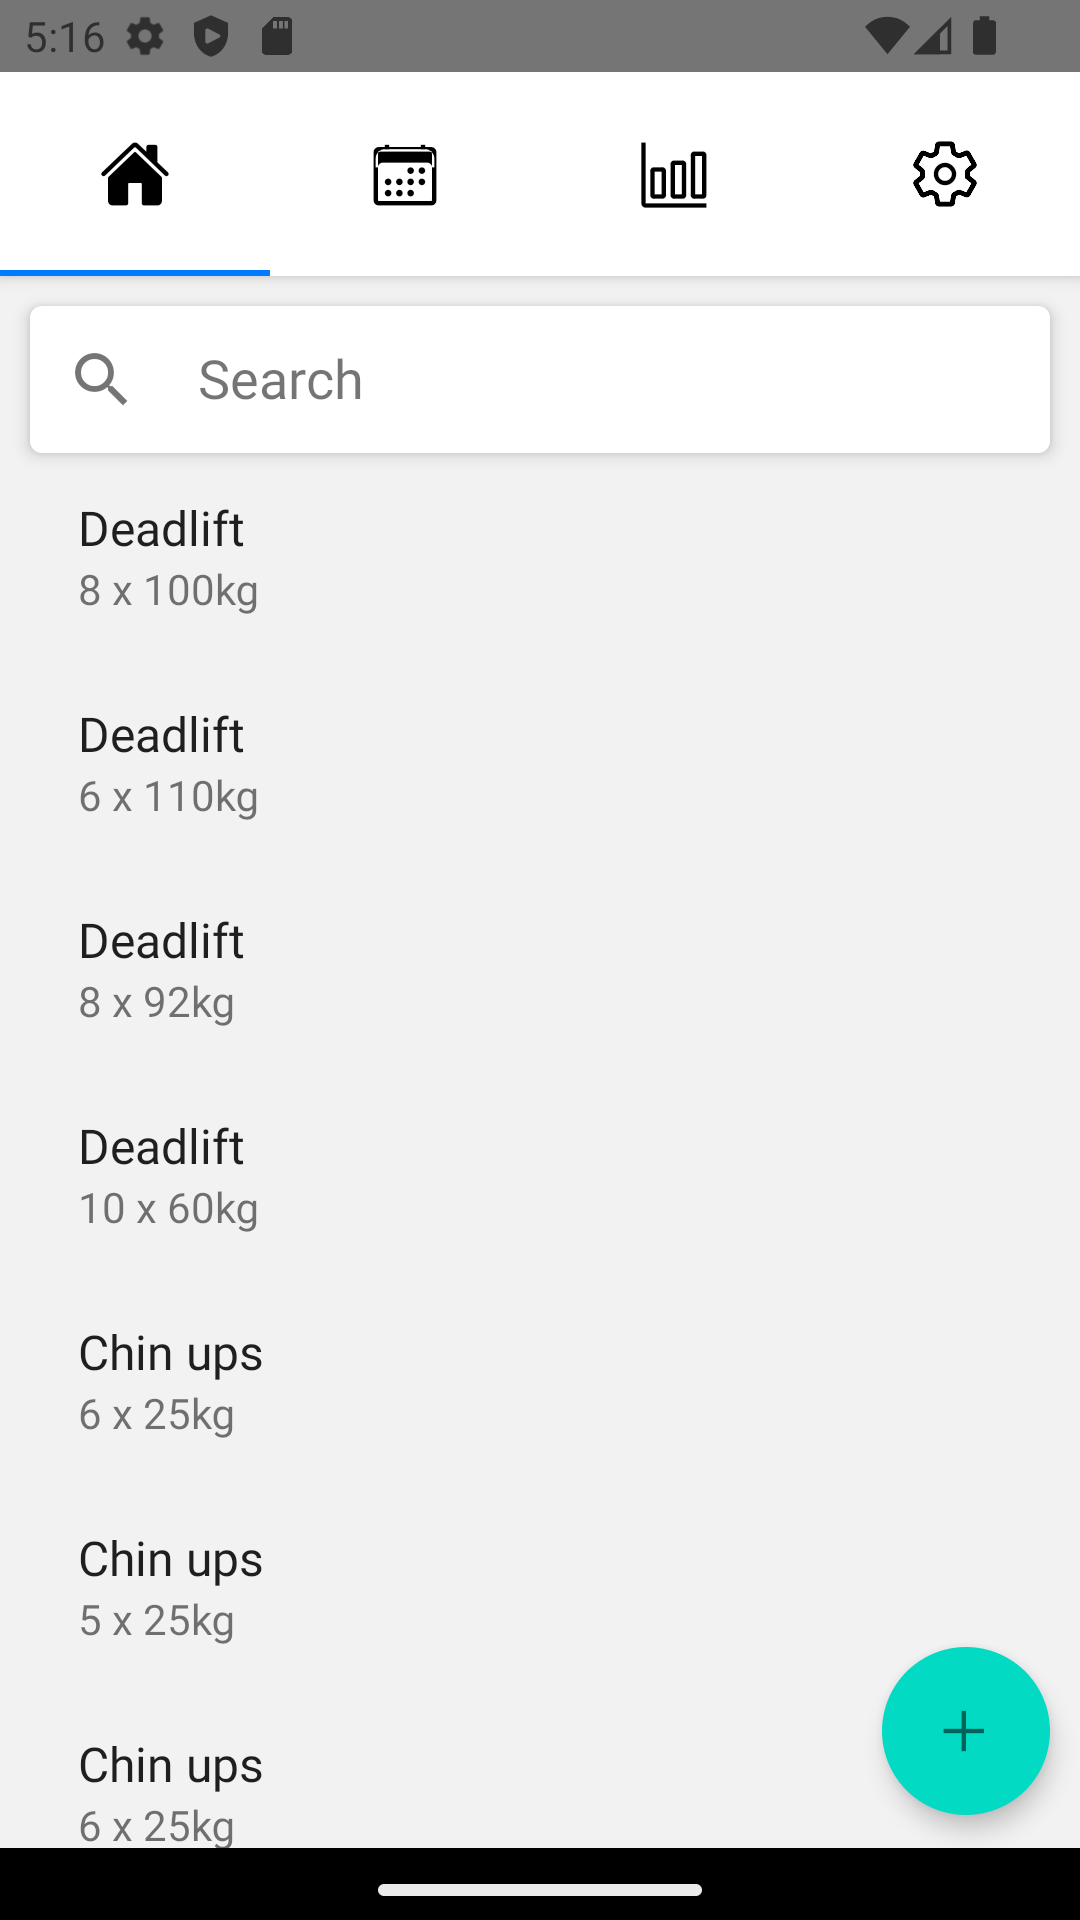 5:16
Search
Deadlift
8 x 100kg
Deadlift
6 x 110kg
Deadlift
8 x 92kg
Deadlift
10 x 60kg
Chin ups
6 x 25kg
Chin ups
5 x 25kg
Chin ups
6 x 25kg